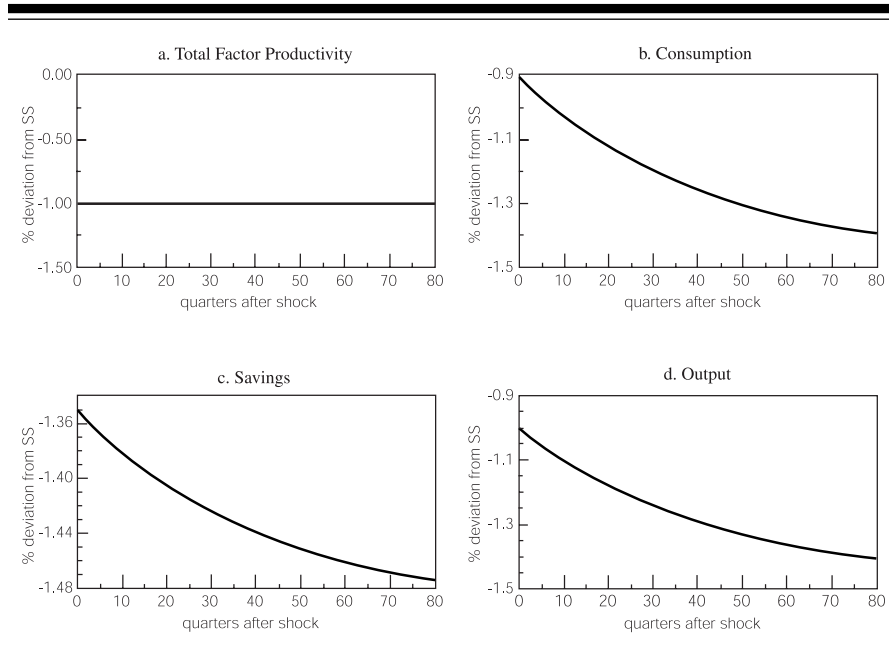 a. Total Factor Productivity
0.00
-0.50
-1.00
-1.50
% deviation from SS
0 10 20 30 40 50 60 70 80
quarters after shock
b. Consumption
-0.9
-1.1
-1.3
-1.5
% deviation from SS
0 10 20 30 40 50 60 70 80
quarters after shock
c. Savings
-1.36
-1.40
-1.44
-1.48
% deviation from SS
0 10 20 30 40 50 60 70 80
quarters after shock
d. Output
-0.9
-1.1
-1.3
-1.5
% deviation from SS
0 10 20 30 40 50 60 70 80
quarters after shock